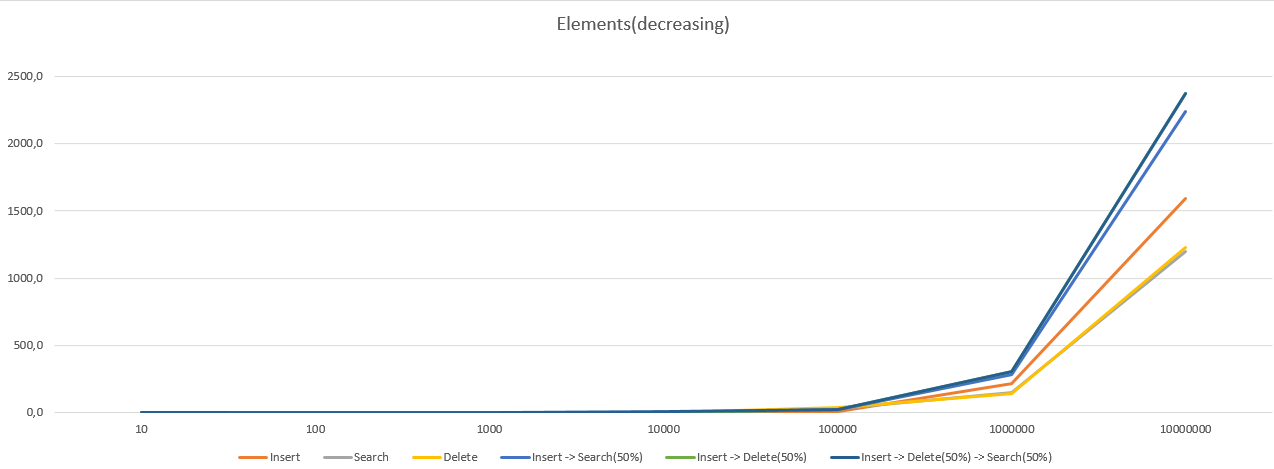 Elements(decreasing)
2500,0
2000,0
1500,0
1000,0
500,0
0,0
10 100 1000 10000 100000 1000000 10000000
Insert Search Delete Insert -> Search(50%) Insert -> Delete(50%) Insert -> Delete(50%) -> Search(50%)